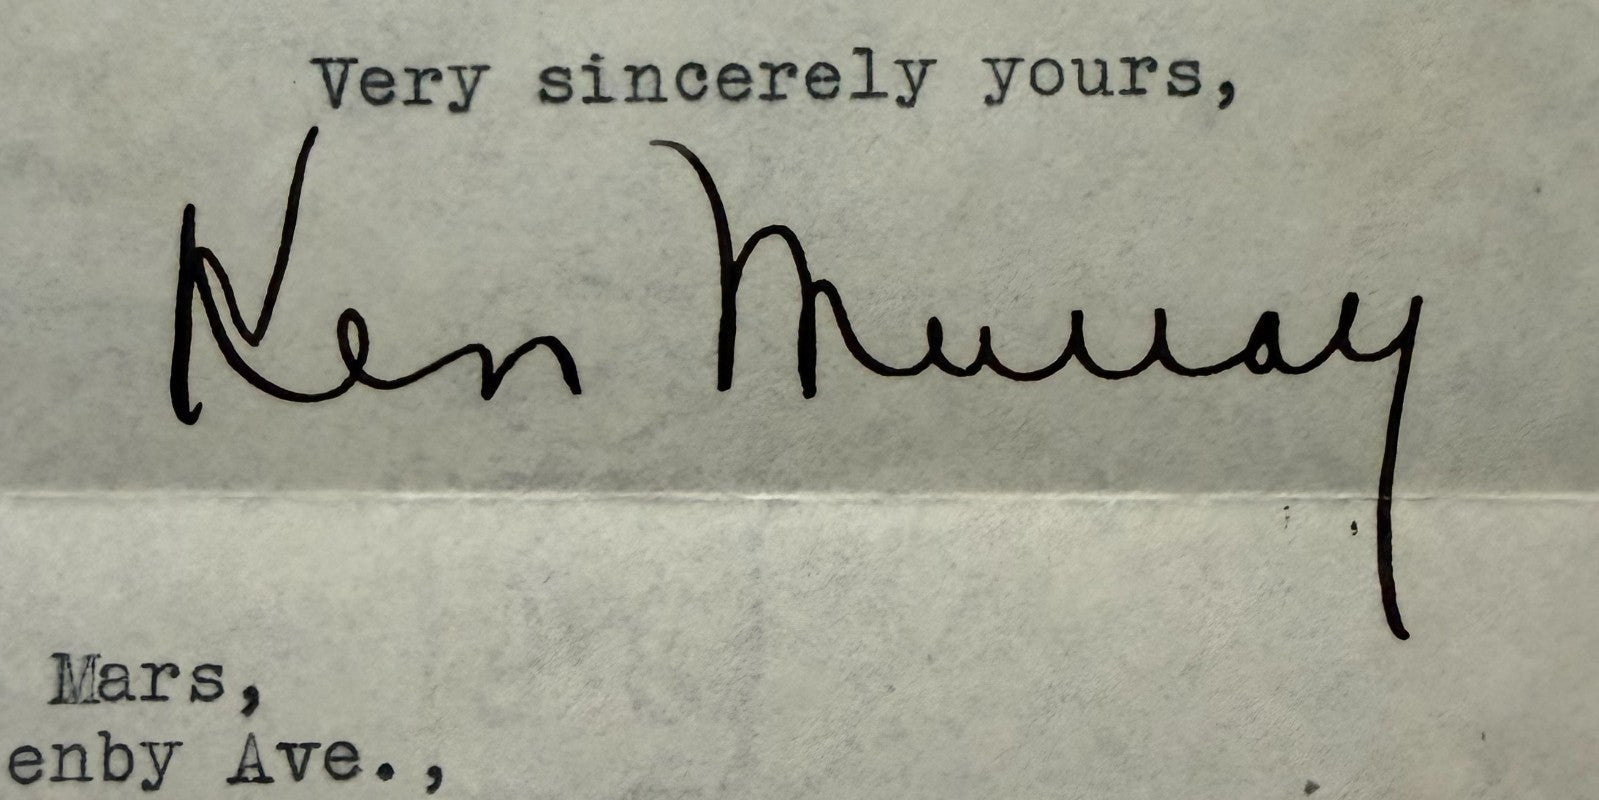 Very sincerely yours,
Ken Murray
Mars,
enby Ave.,